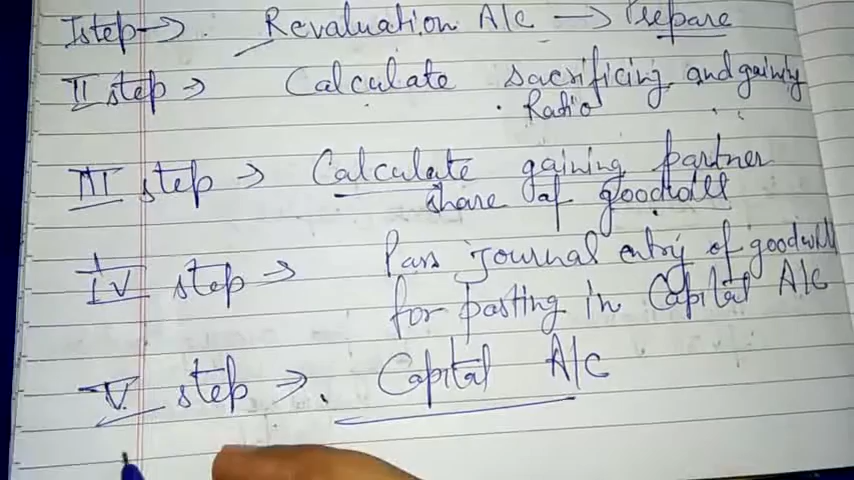 I step → Revaluation A/C → Prepare
II step → Calculate sacrificing and gaining
Ratio
III step → Calculate gaining partner
share of goodwill
IV step → Pass Journal entry of goodwill
for posting in Capital A/C
V step → Capital A/C